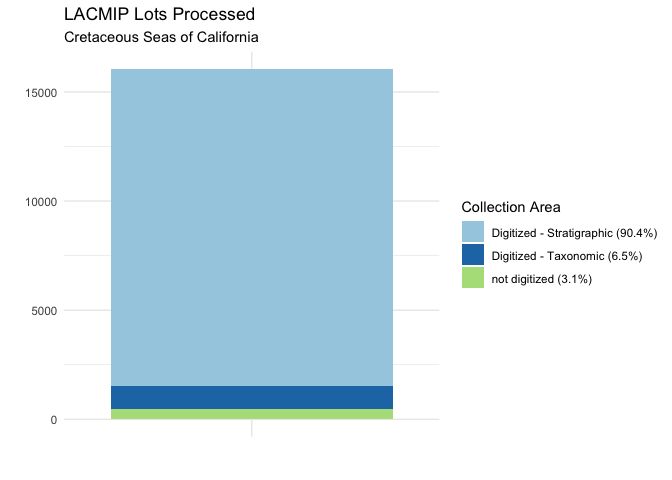 LACMIP Lots Processed
Cretaceous Seas of California
15000
10000
5000
0
Collection Area
Digitized - Stratigraphic (90.4%)
Digitized - Taxonomic (6.5%)
not digitized (3.1%)